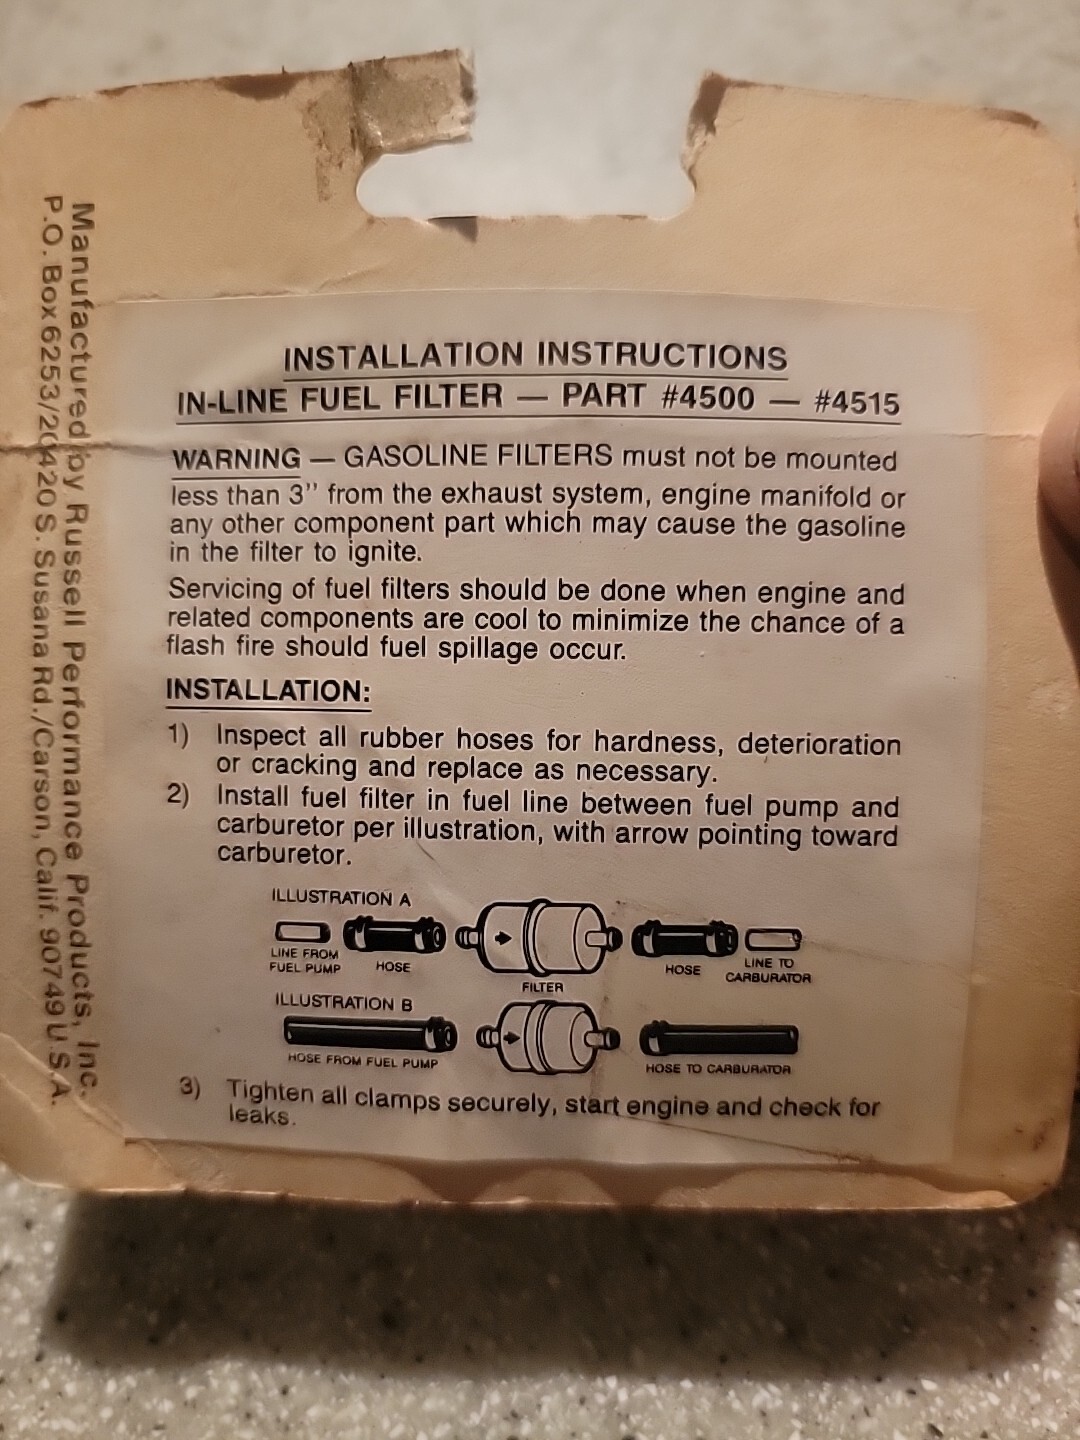 INSTALLATION INSTRUCTIONS
IN-LINE FUEL FILTER — PART #4500 — #4515
WARNING — GASOLINE FILTERS must not be mounted
less than 3" from the exhaust system, engine manifold or
any other component part which may cause the gasoline
in the filter to ignite.
Servicing of fuel filters should be done when engine and
related components are cool to minimize the chance of a
flash fire should fuel spillage occur.
INSTALLATION:
1) Inspect all rubber hoses for hardness, deterioration
or cracking and replace as necessary.
2) Install fuel filter in fuel line between fuel pump and
carburetor per illustration, with arrow pointing toward
carburetor.
ILLUSTRATION A
LINE FROM
FUEL PUMP
HOSE
FILTER
HOSE
LINE TO
CARBURATOR
ILLUSTRATION B
HOSE FROM FUEL PUMP
HOSE TO CARBURATOR
3) Tighten all clamps securely, start engine and check for
leaks.
Manufactured by Russell Performance Products, Inc.
P.O. Box 6253/20420 S. Susana Rd./Carson, Calif. 90749 U.S.A.